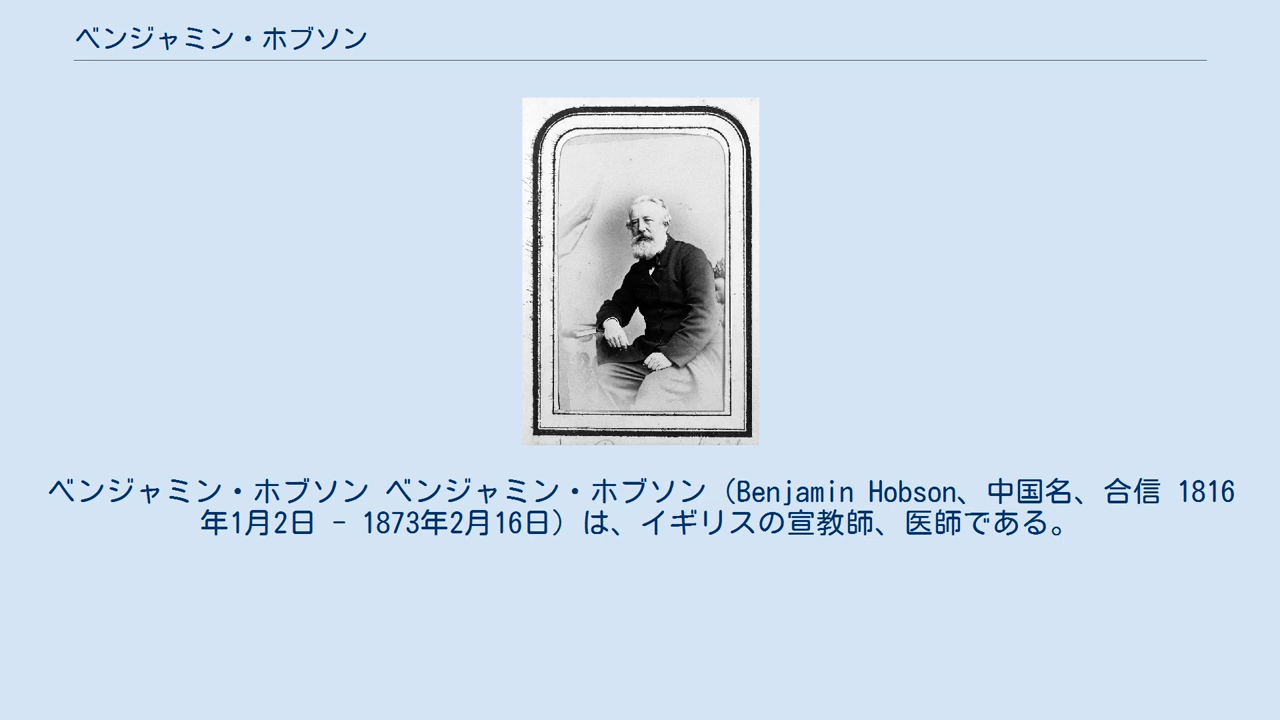 ベンジャミン・ホブソン
ベンジャミン・ホブソン ベンジャミン・ホブソン（Benjamin Hobson、中国名、合信 1816
年1月2日 - 1873年2月16日）は、イギリスの宣教師、医師である。